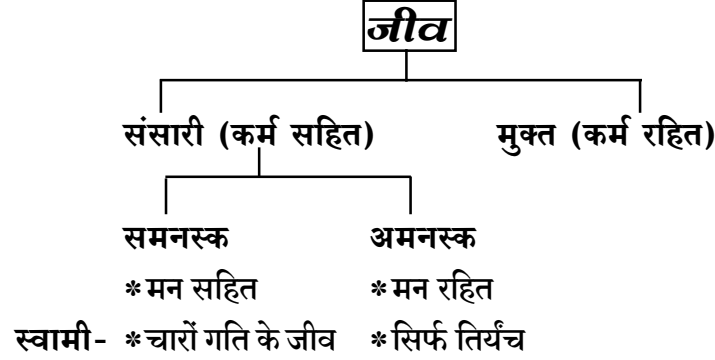 जीव
संसारी (कर्म सहित) मुक्त (कर्म रहित)
समनस्क अमनस्क
*मन सहित *मन रहित
स्वामी- *चारों गति के जीव *सिर्फ तिर्यंच